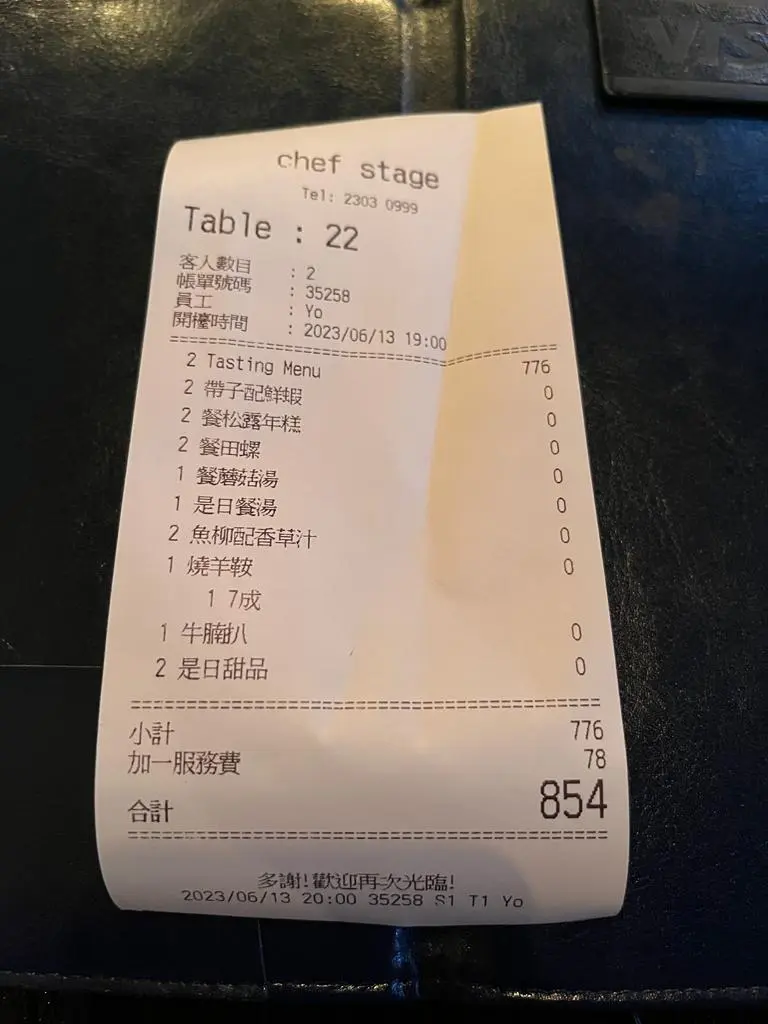 VIS
chef stage
Tel: 2303 0999
Table : 22
客人數目 : 2
帳單號碼 : 35258
員工 : Yo
開檯時間 : 2023/06/13 19:00
2 Tasting Menu 776
2 帶子配鮮蝦 0
2 餐松露年糕 0
2 餐田螺 0
1 餐蘑菇湯 0
1 是日餐湯 0
2 魚柳配香草汁 0
1 燒羊鞍 0
1 7成
1 牛腩扒 0
2 是日甜品 0
小計 776
加一服務費 78
合計 854
多謝!歡迎再次光臨!
2023/06/13 20:00 35258 S1 T1 Yo